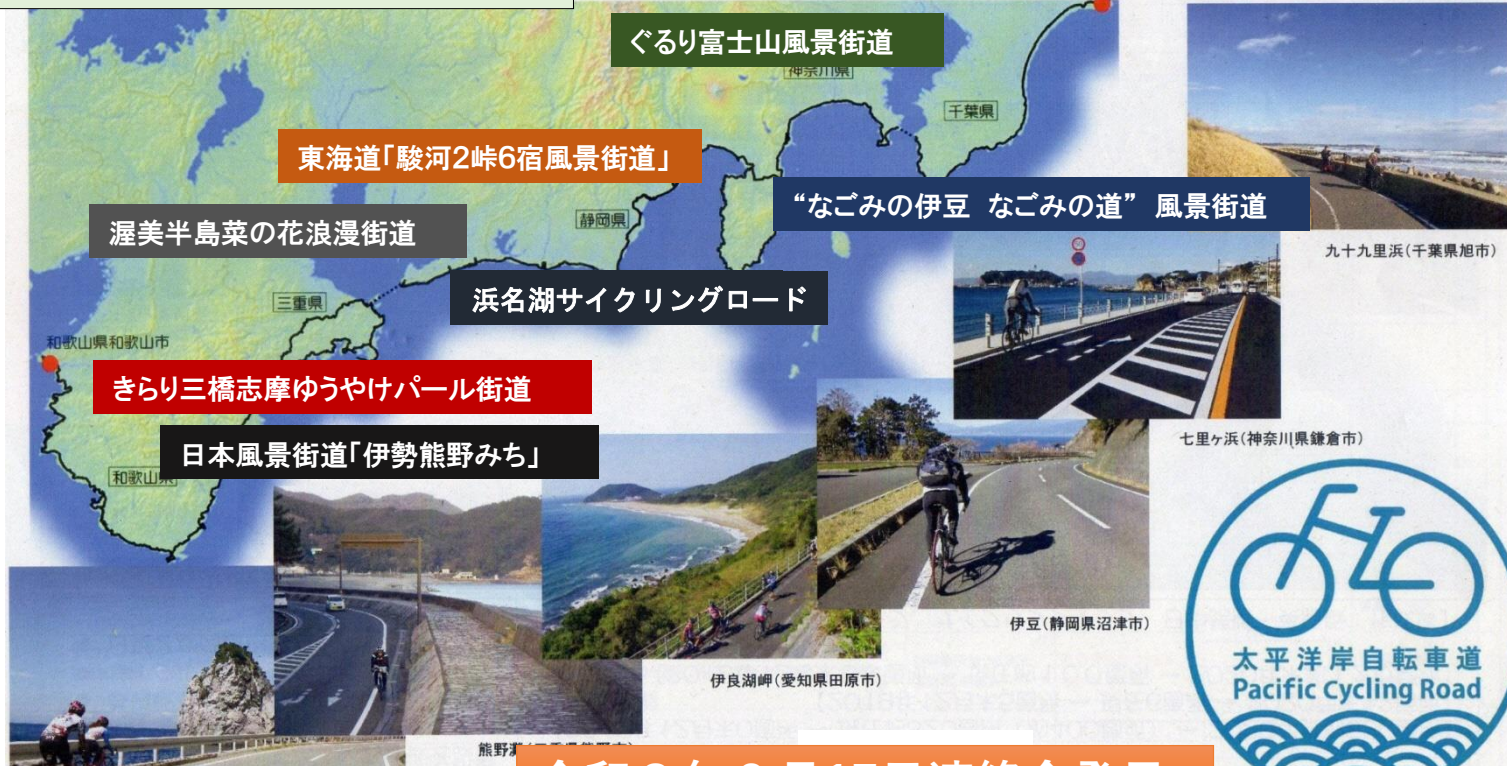 ぐるり富士山風景街道
神奈川県
千葉県
東海道「駿河2峠6宿風景街道」
“なごみの伊豆 なごみの道” 風景街道
渥美半島菜の花浪漫街道
静岡県
九十九里浜(千葉県旭市)
三重県
浜名湖サイクリングロード
和歌山県和歌山市
きらり三橋志摩ゆうやけパール街道
七里ヶ浜(神奈川県鎌倉市)
日本風景街道「伊勢熊野みち」
和歌山県
伊豆(静岡県沼津市)
太平洋岸自転車道
Pacific Cycling Road
伊良湖岬(愛知県田原市)
熊野灘